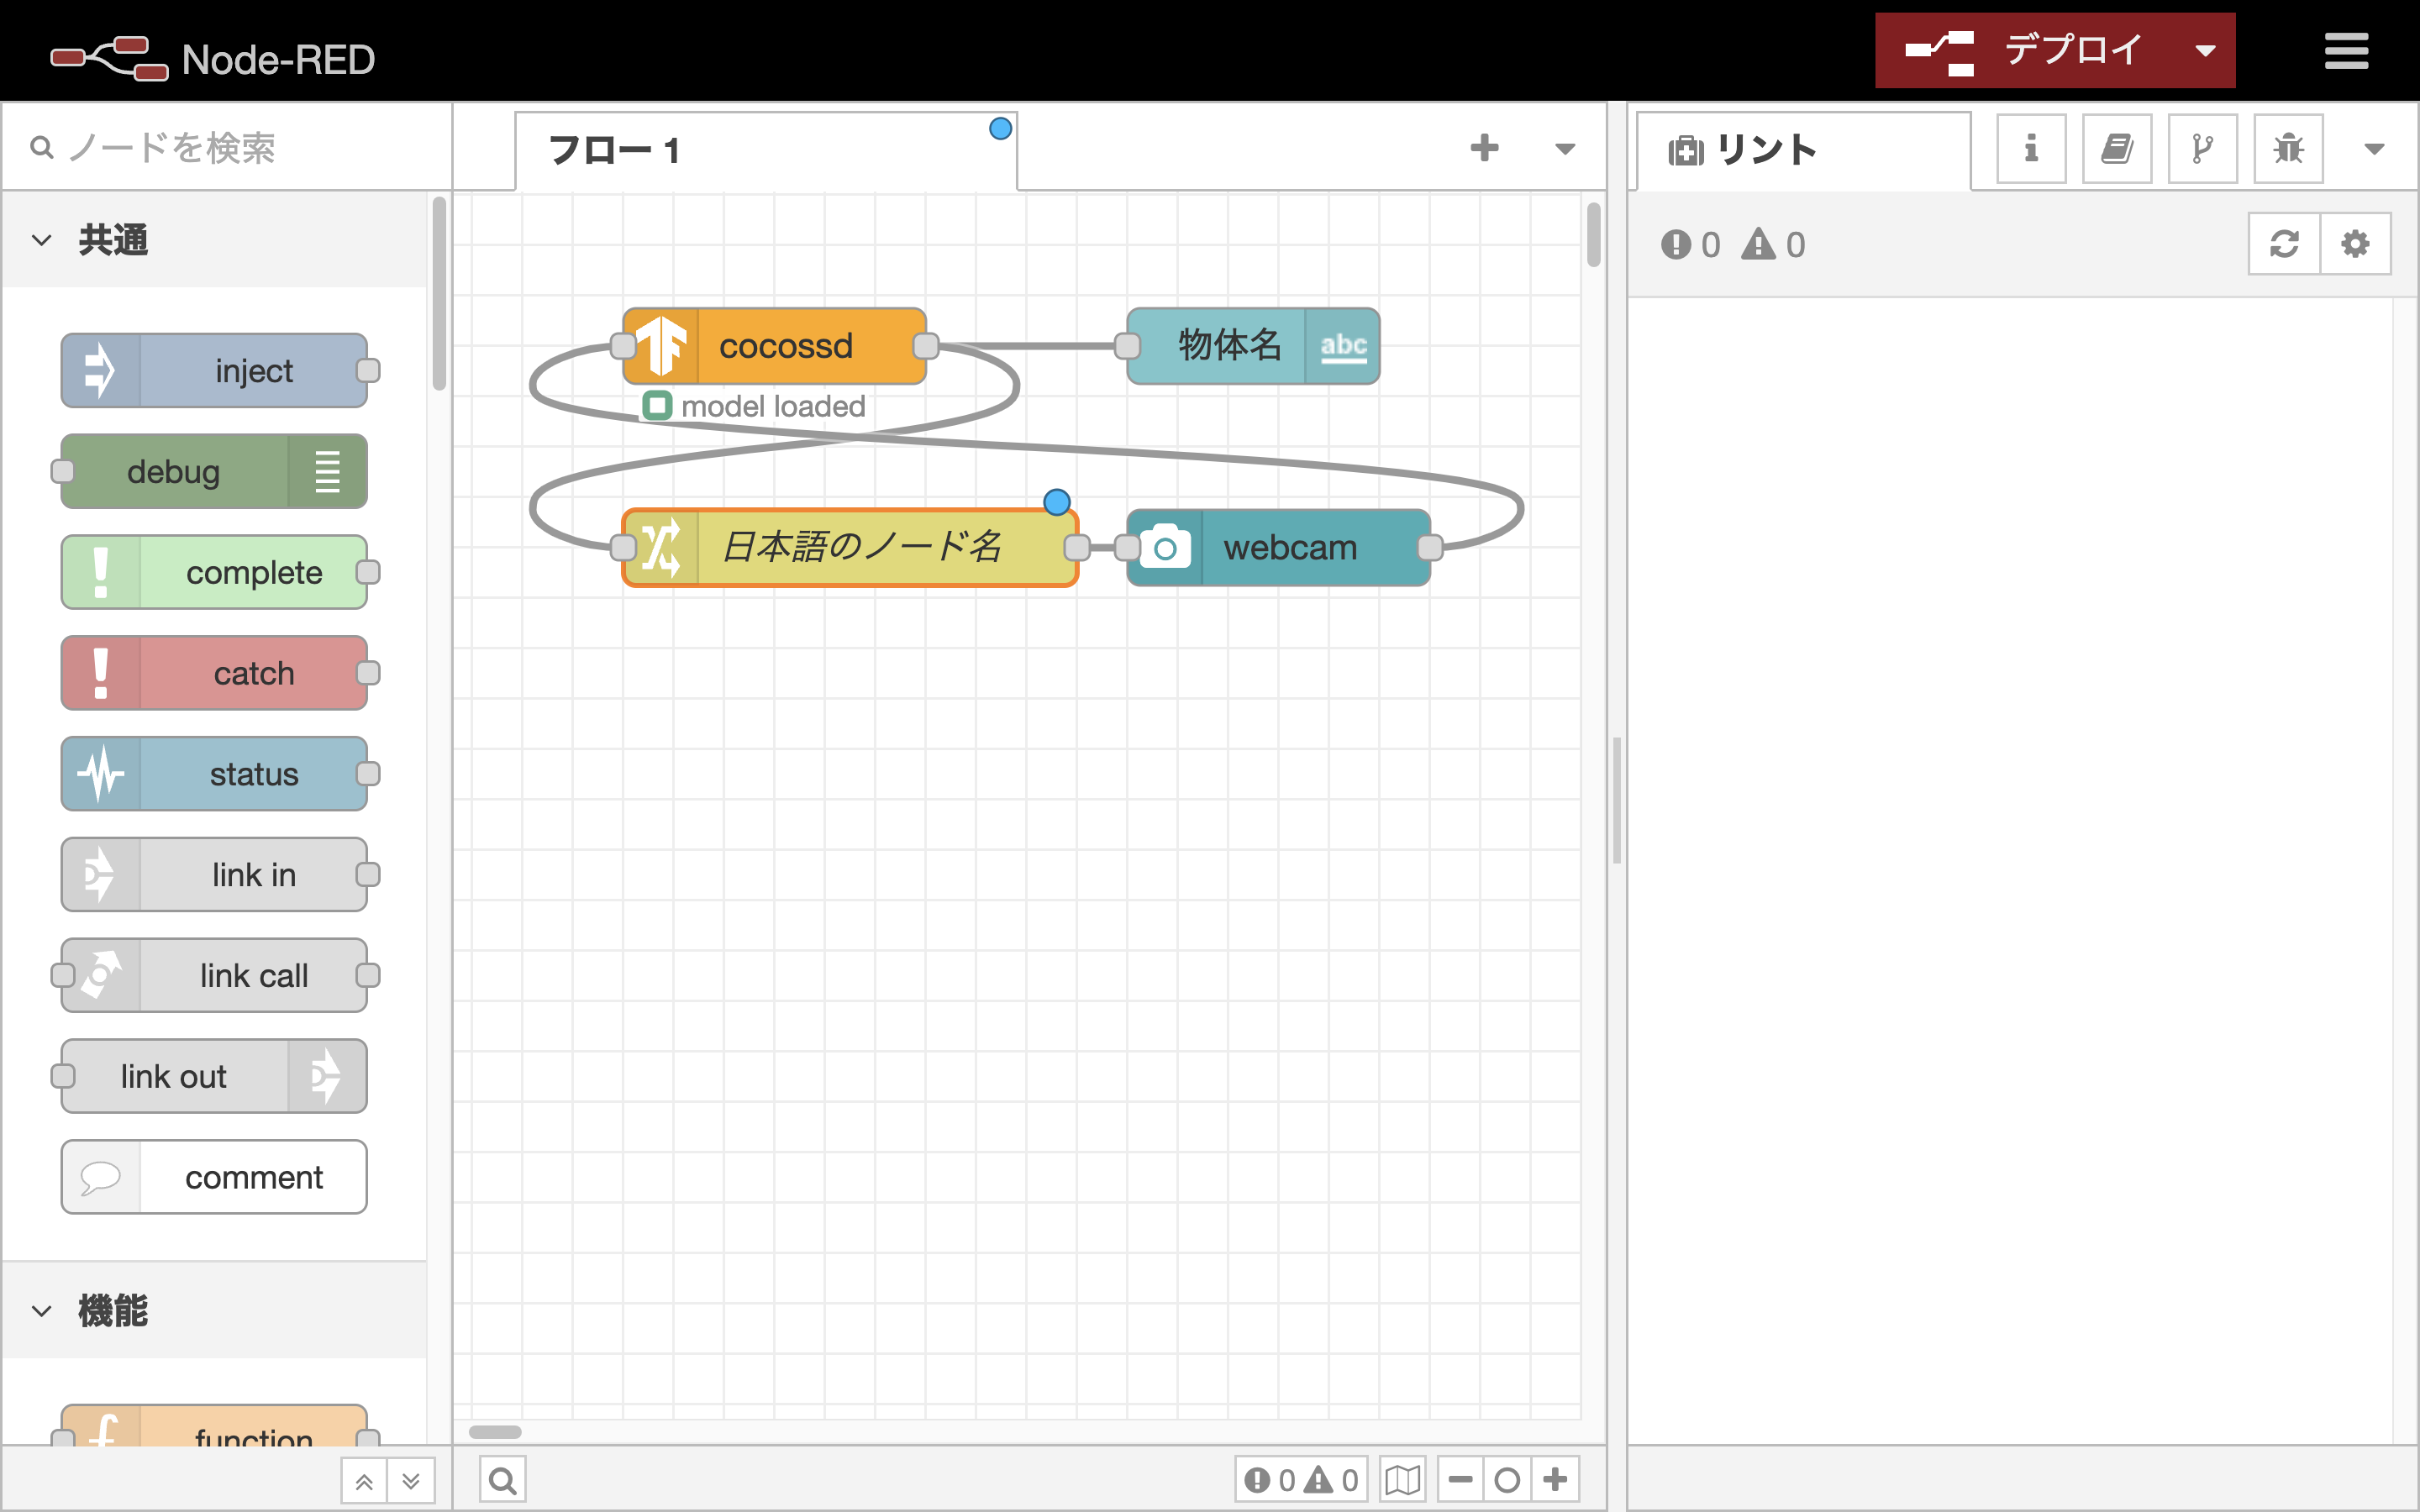 Node-RED
デプロイ
ノードを検索
フロー 1
リント
共通
0 0
inject
debug
complete
catch
status
link in
link call
link out
comment
機能
function
cocossd
物体名
abc
model loaded
日本語のノード名
webcam
0 0